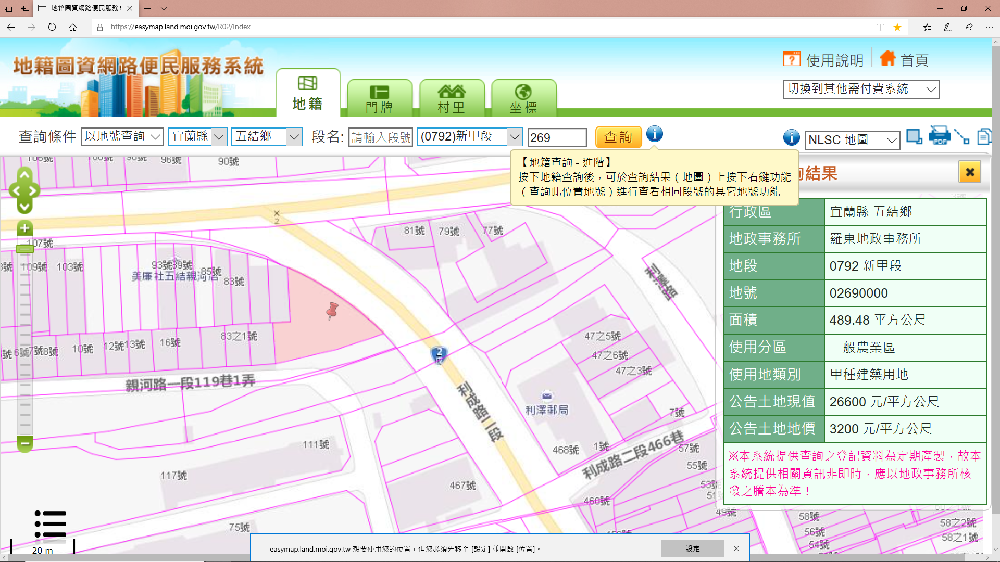 地籍圖資網路便民服務系
https://easymap.land.moi.gov.tw/R02/Index
地籍圖資網路便民服務系統
地籍
門牌
村里
坐標
使用說明
首頁
切換到其他需付費系統
查詢條件 以地號查詢 宜蘭縣 五結鄉 段名: 請輸入段號 (0792)新甲段 269 查詢
NLSC 地圖
PDF
【地籍查詢 - 進階】
按下地籍查詢後，可於查詢結果（地圖）上按下右鍵功能
（查詢此位置地號）進行查看相同段號的其它地號功能
結果
行政區 宜蘭縣 五結鄉
地政事務所 羅東地政事務所
地段 0792 新甲段
地號 02690000
面積 489.48 平方公尺
使用分區 一般農業區
使用地類別 甲種建築用地
公告土地現值 26600 元/平方公尺
公告土地地價 3200 元/平方公尺
※本系統提供查詢之登記資料為定期產製，故本
系統提供相關資訊非即時，應以地政事務所核
發之謄本為準！
96號
90號
2
81號
79號
77號
107號
109號
103號
93號
89號
85號
83號
美廉社五結親河店
利澤路
83之1號
16號
13號
12號
10號
8號
7號
6號
47之5號
47之6號
47之3號
2戊
親河路一段119巷1弄
利成路二段
利澤郵局
7號
111號
468號
1號
利成路二段466巷
57號
55號
117號
467號
53號
460號
49號
75號
58號
58之2號
56號
58之1號
54號
20 m
easymap.land.moi.gov.tw 想要使用您的位置，但您必須先移至 [設定] 並開啟 [位置]。
設定